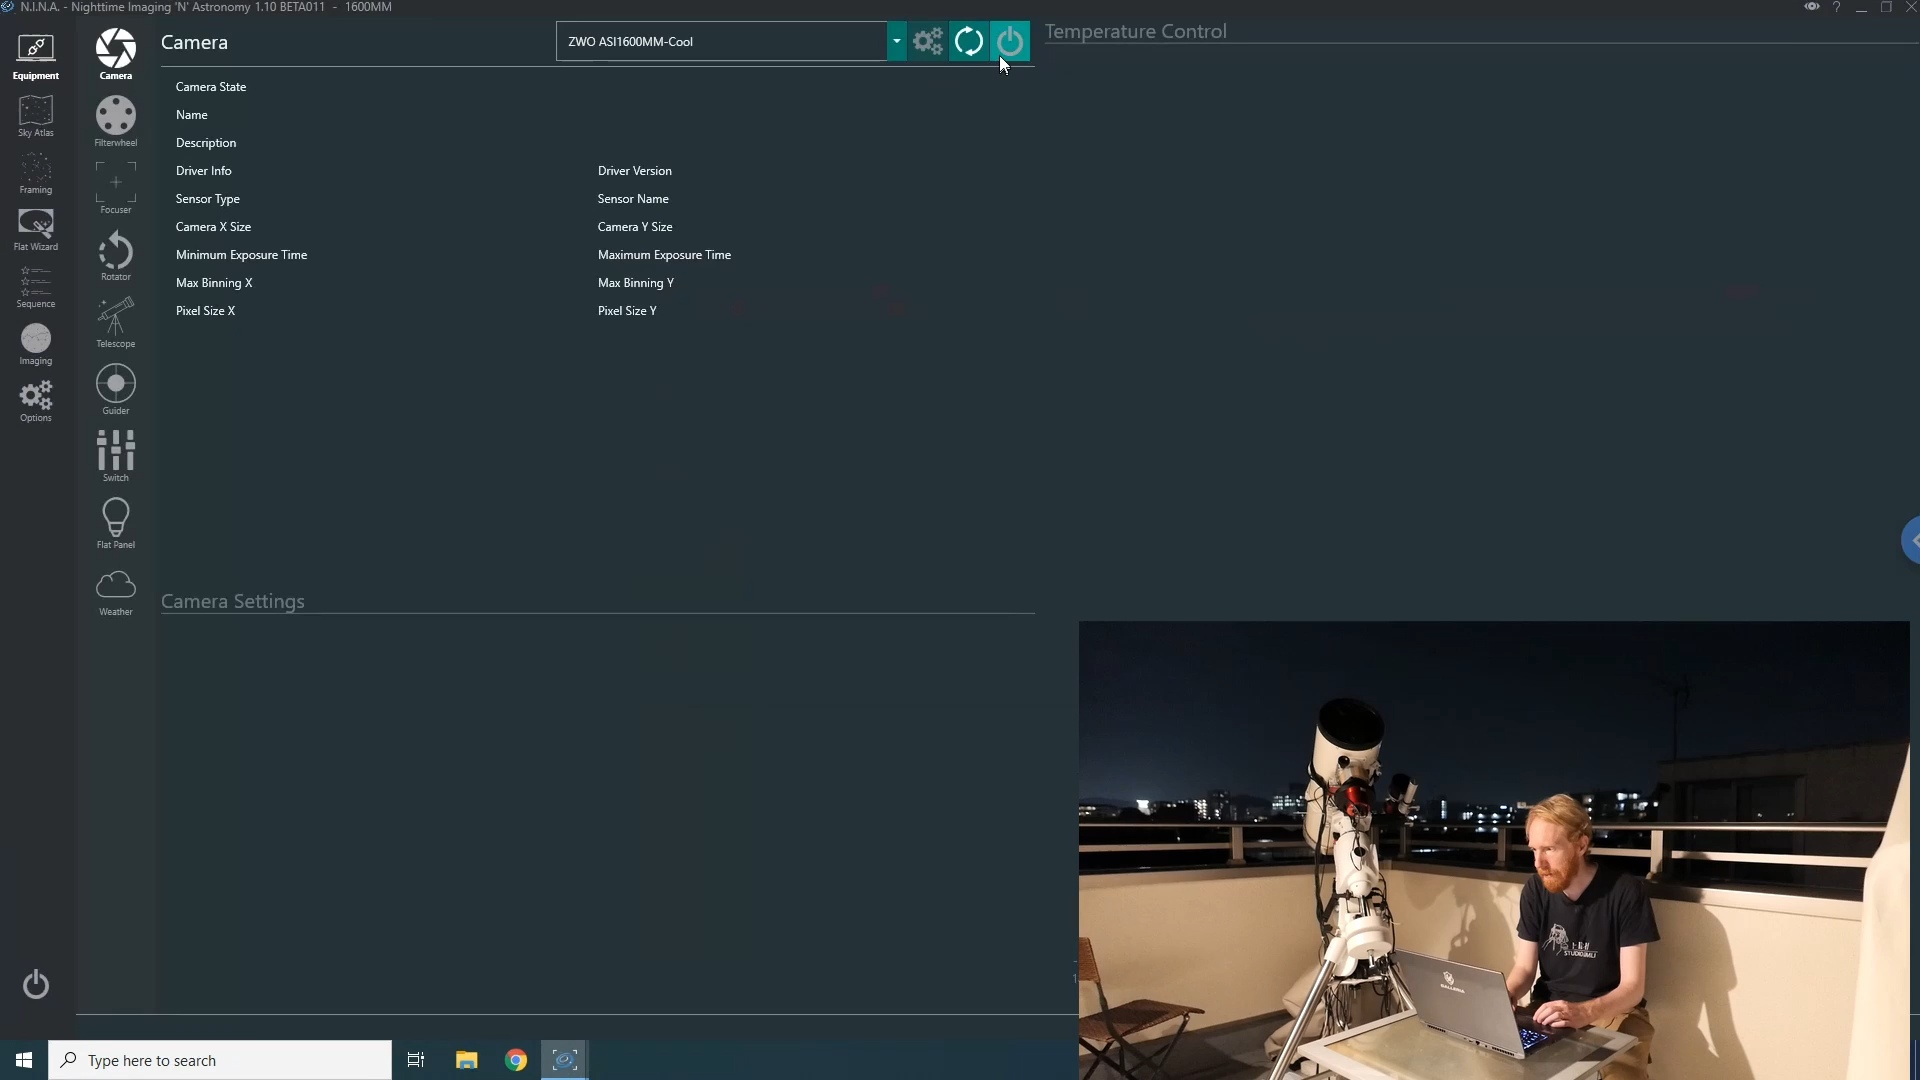 N.I.N.A. - Nighttime Imaging 'N' Astronomy 1.10 BETA011 - 1600MM
Equipment
Sky Atlas
Framing
Flat Wizard
Sequence
Imaging
Options
Camera
Filterwheel
Focuser
Rotator
Telescope
Guider
Switch
Flat Panel
Weather
Camera
ZWO ASI1600MM-Cool
Camera State
Name
Description
Driver Info
Driver Version
Sensor Type
Sensor Name
Camera X Size
Camera Y Size
Minimum Exposure Time
Maximum Exposure Time
Max Binning X
Max Binning Y
Pixel Size X
Pixel Size Y
Camera Settings
Temperature Control
GALLERIA
Type here to search